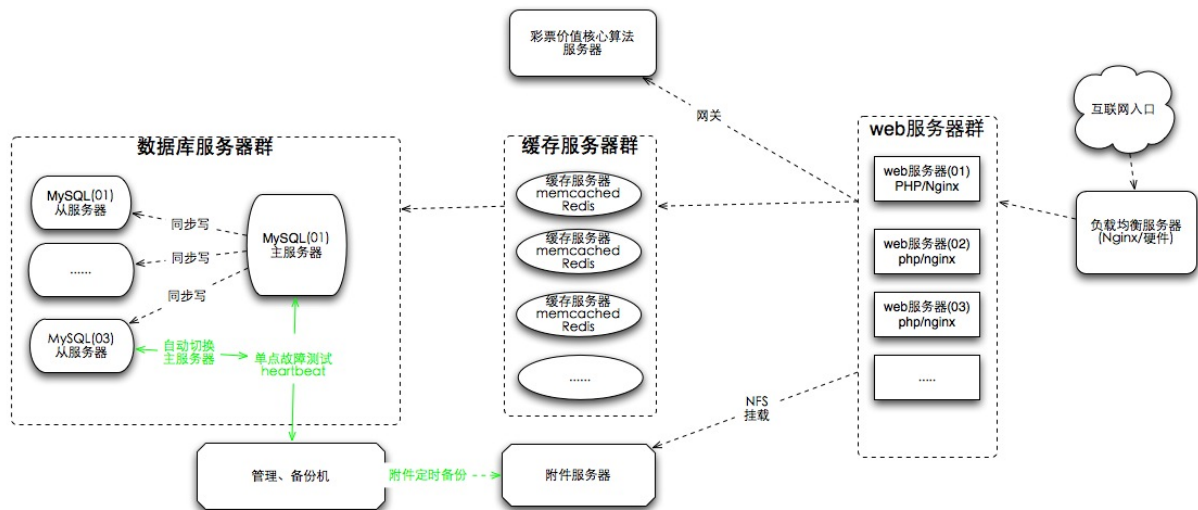 彩票价值核心算法
服务器
互联网入口
网关
web服务器群
数据库服务器群
缓存服务器群
web服务器(01)
PHP/Nginx
缓存服务器
memcached
Redis
MySQL(01)
从服务器
同步写
MySQL(01)
主服务器
负载均衡服务器
(Nginx/硬件)
web服务器(02)
php/nginx
缓存服务器
memcached
Redis
......
同步写
同步写
web服务器(03)
php/nginx
缓存服务器
memcached
Redis
MySQL(03)
从服务器
自动切换
主服务器
单点故障测试
heartbeat
......
.....
NFS
挂载
管理、备份机
附件定时备份
附件服务器